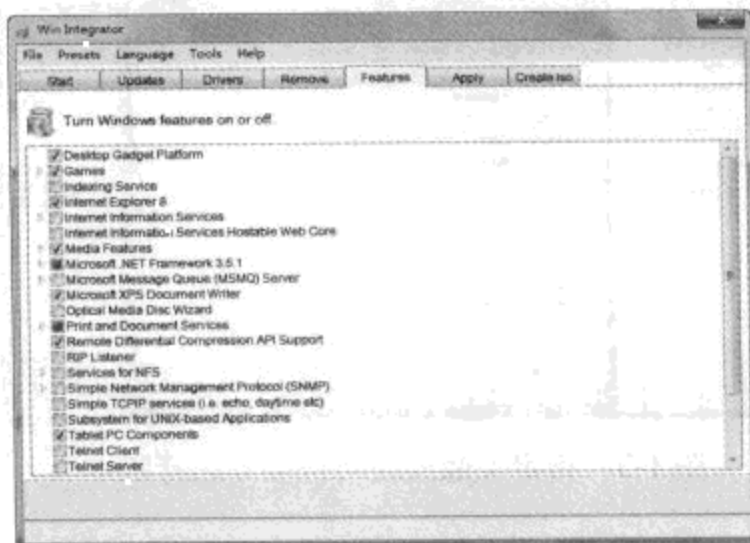 Win Integrator
File Presets Language Tools Help
Start Updates Drivers Remove Features Apply Create Iso
Turn Windows features on or off.
Desktop Gadget Platform
Games
Indexing Service
Internet Explorer 8
Internet Information Services
Internet Information Services Hostable Web Core
Media Features
Microsoft .NET Framework 3.5.1
Microsoft Message Queue (MSMQ) Server
Microsoft XPS Document Writer
Optical Media Disc Wizard
Print and Document Services
Remote Differential Compression API Support
RIP Listener
Services for NFS
Simple Network Management Protocol (SNMP)
Simple TCPIP services (i.e. echo, daytime etc)
Subsystem for UNIX-based Applications
Tablet PC Components
Telnet Client
Telnet Server